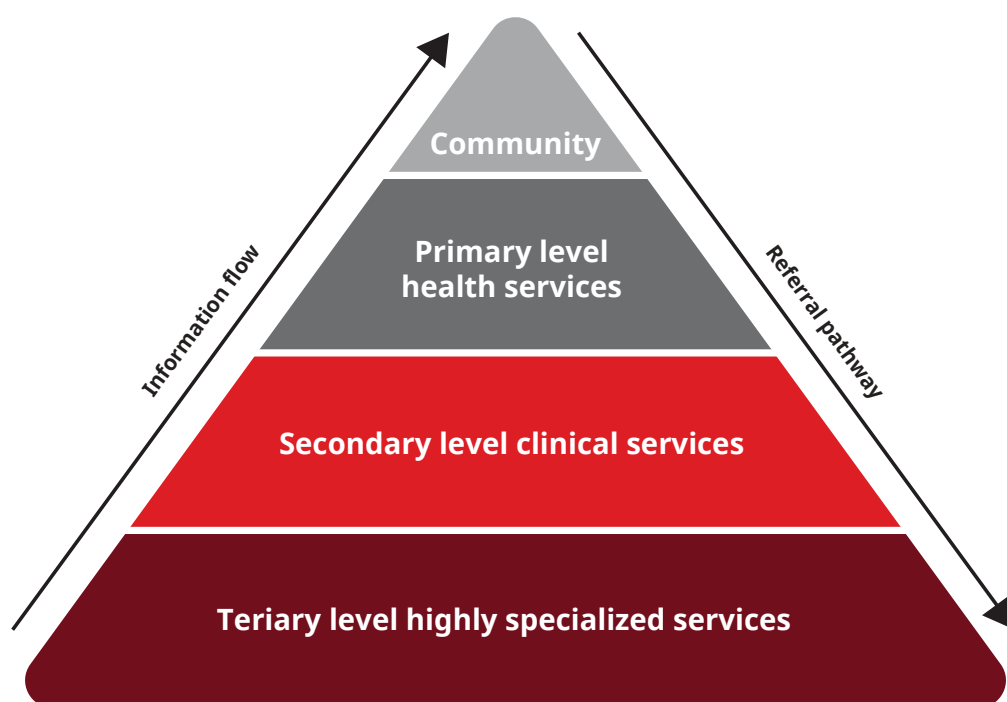 Community
Primary level
health services
Information flow
Referral pathway
Secondary level clinical services
Teriary level highly specialized services